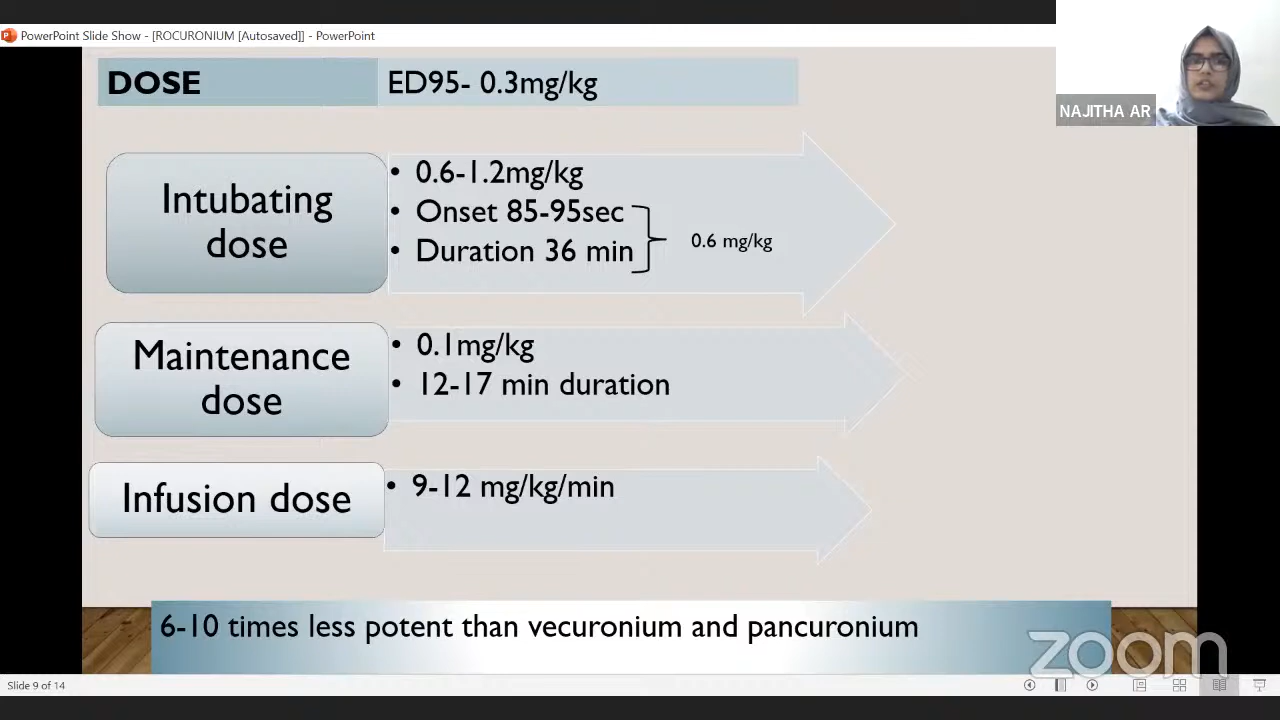 PowerPoint Slide Show - [ROCURONIUM [Autosaved]] - PowerPoint
NAJITHA AR
DOSE
ED95- 0.3mg/kg
Intubating
dose
• 0.6-1.2mg/kg
• Onset 85-95sec
• Duration 36 min
0.6 mg/kg
Maintenance
dose
• 0.1mg/kg
• 12-17 min duration
Infusion dose
• 9-12 mg/kg/min
6-10 times less potent than vecuronium and pancuronium
zoom
Slide 9 of 14